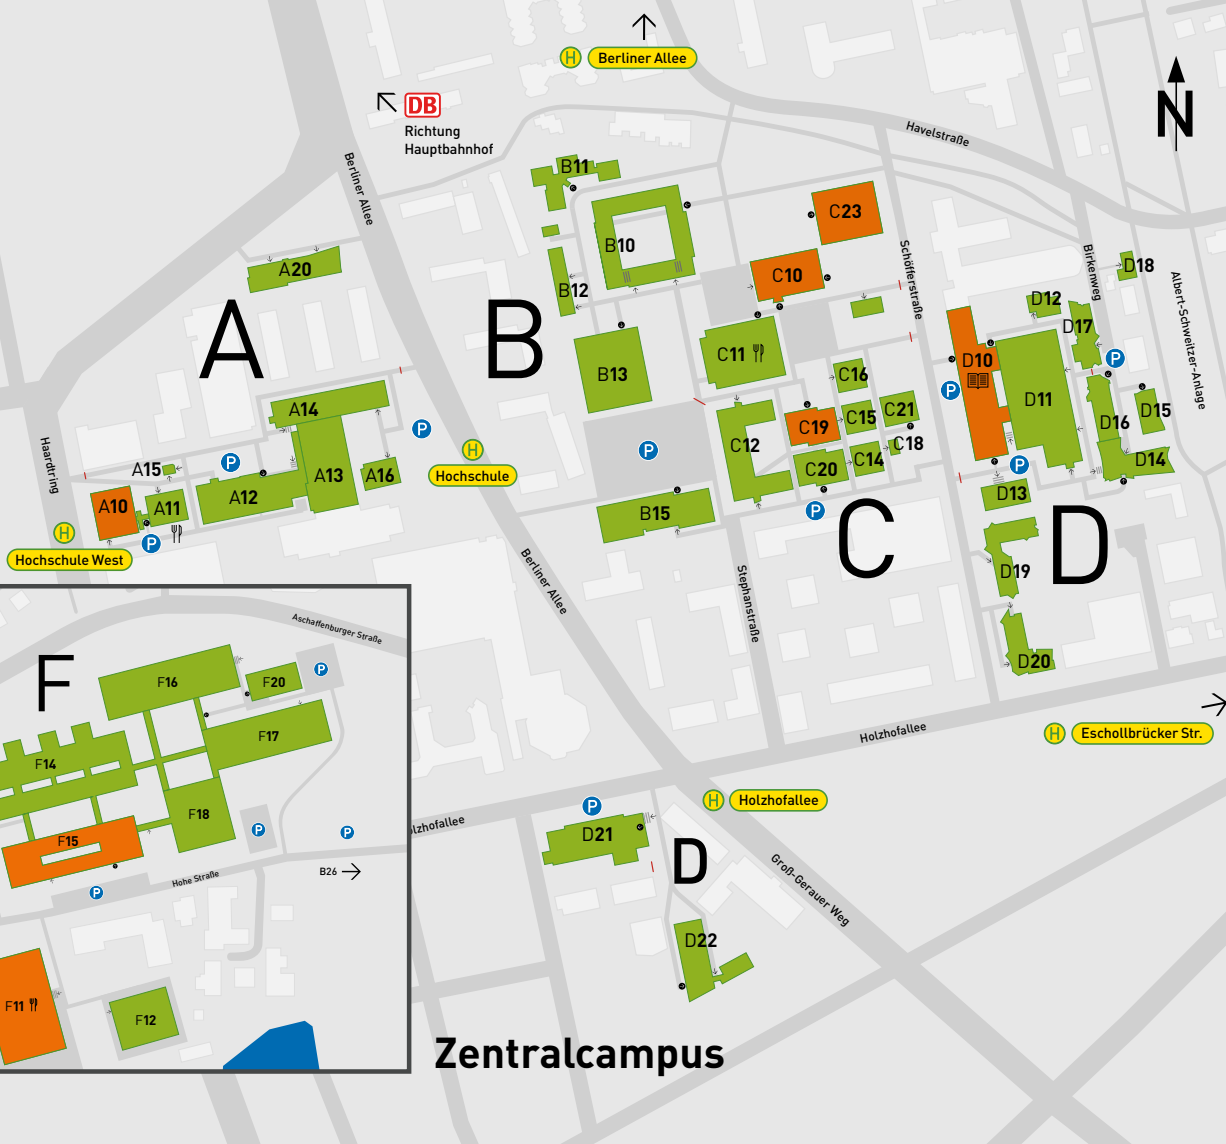 H Berliner Allee
DB
Richtung
Hauptbahnhof
N
Havelstraße
Berliner Allee
Schöfferstraße
Birkenweg
Albert-Schweitzer-Anlage
Haardtring
A
A20
A14
A15
A13
A16
A12
A11
A10
P
P
P
H
Hochschule West
H
Hochschule
B
B11
B10
B12
B13
B15
P
Berliner Allee
C
C23
C10
C11
C16
C15
C21
C19
C18
C12
C20
C14
P
Stephanstraße
D
D18
D12
D17
D10
D11
D16
D15
D14
D13
D19
D20
P
P
P
Holzhofallee
H Eschollbrücker Str.
H Holzhofallee
Groß-Gerauer Weg
P
D21
D
D22
olzhofallee
F
Aschaffenburger Straße
F16
F20
P
F17
F14
F18
F15
P
P
B26
Hohe Straße
P
F11
F12
Zentralcampus